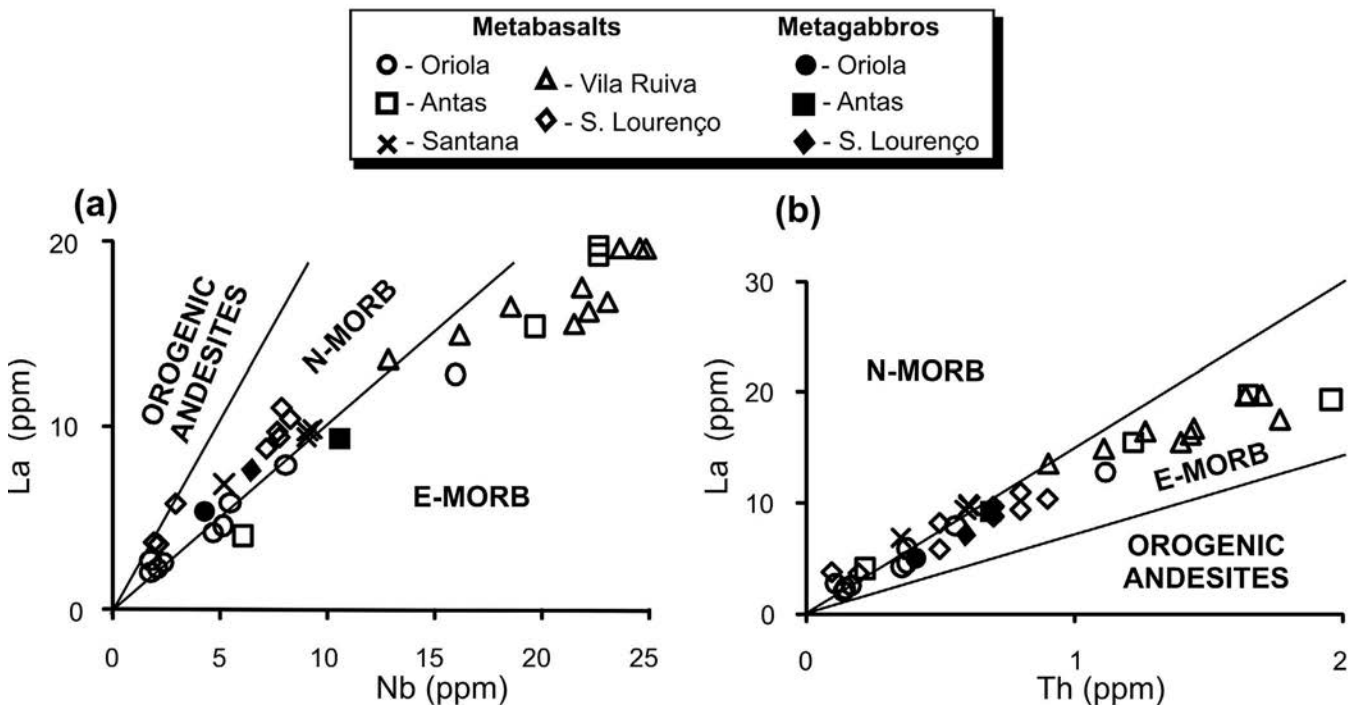 Metabasalts
Metagabbros
- Oriola
- Antas
- Santana
- Vila Ruiva
- S. Lourenço
- Oriola
- Antas
- S. Lourenço
(a)
La (ppm)
20
10
0
OROGENIC
ANDESITES
N-MORB
E-MORB
0 5 10 15 20 25
Nb (ppm)
(b)
La (ppm)
30
20
10
0
N-MORB
E-MORB
OROGENIC
ANDESITES
0 1 2
Th (ppm)